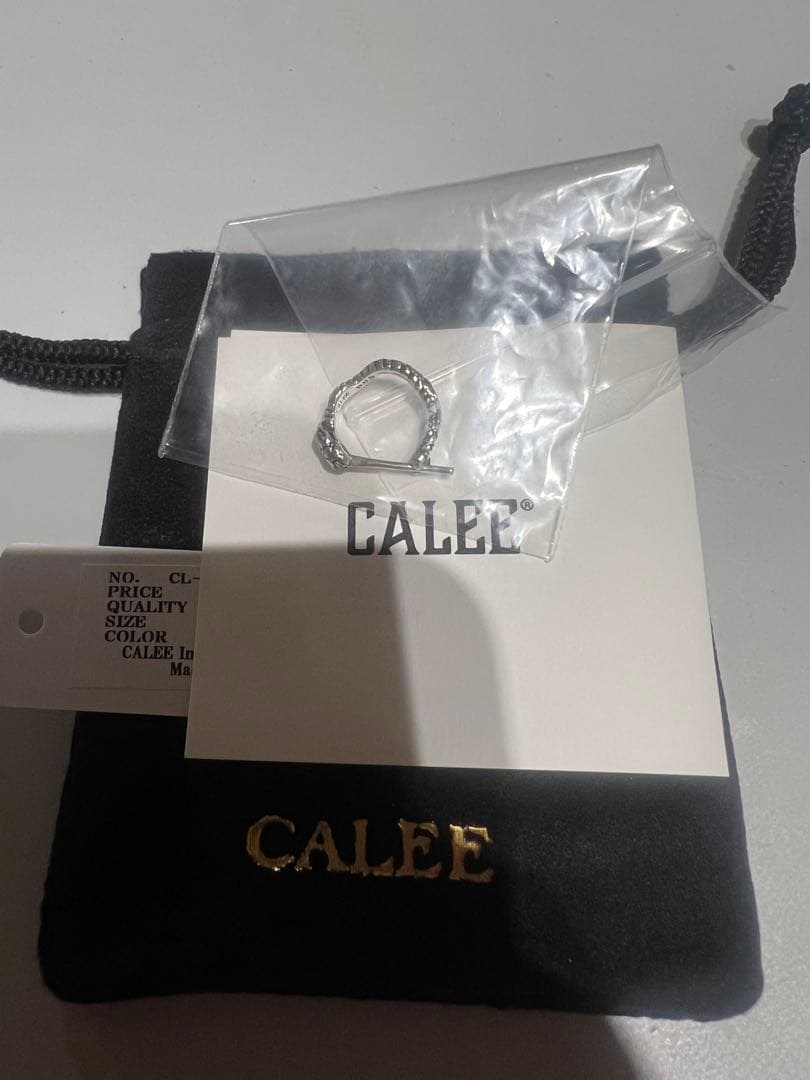 CALEE®
NO. CL-
PRICE
QUALITY
SIZE
COLOR
CALEE In
Ma
CALEE